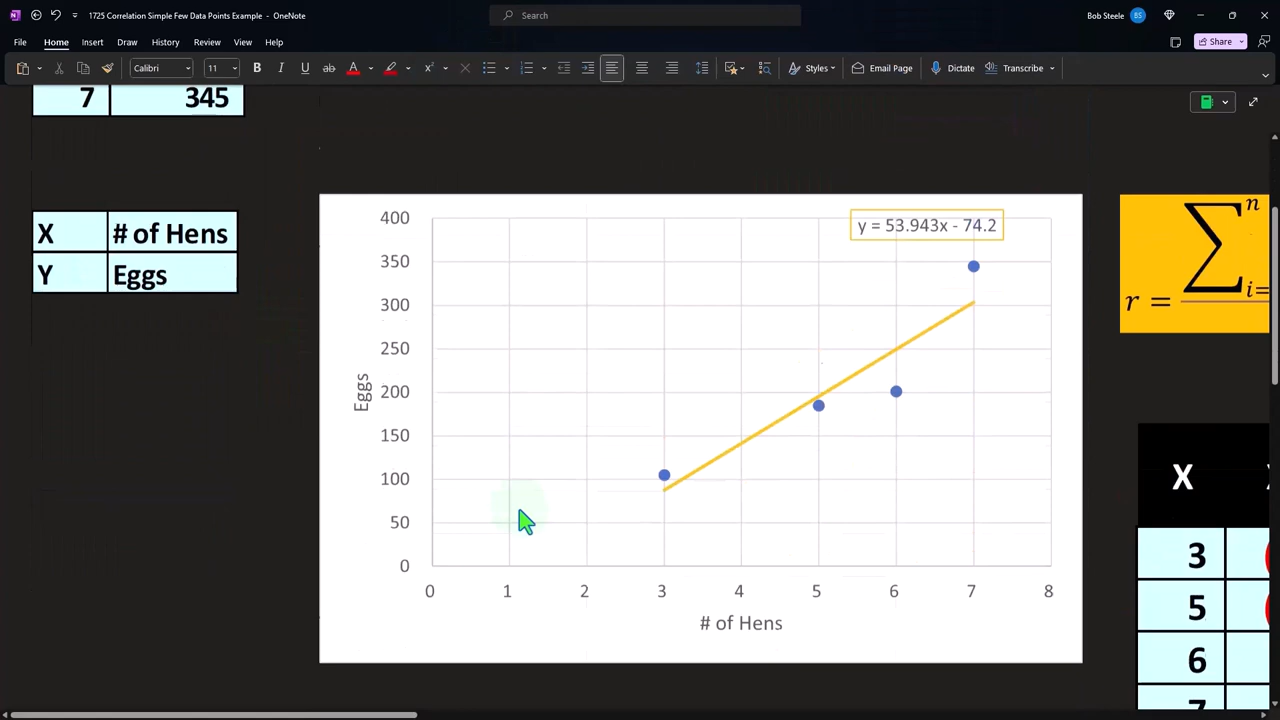 1725 Correlation Simple Few Data Points Example - OneNote
Search
Bob Steele BS
File Home Insert Draw History Review View Help
Share
Calibri 11 B I U ab A x Styles Email Page Dictate Transcribe
7 345
X # of Hens
Y Eggs
y = 53.943x - 74.2
400
350
300
250
200
150
100
50
0
Eggs
0 1 2 3 4 5 6 7 8
# of Hens
r = ∑ n i=
X
3
5
6
7